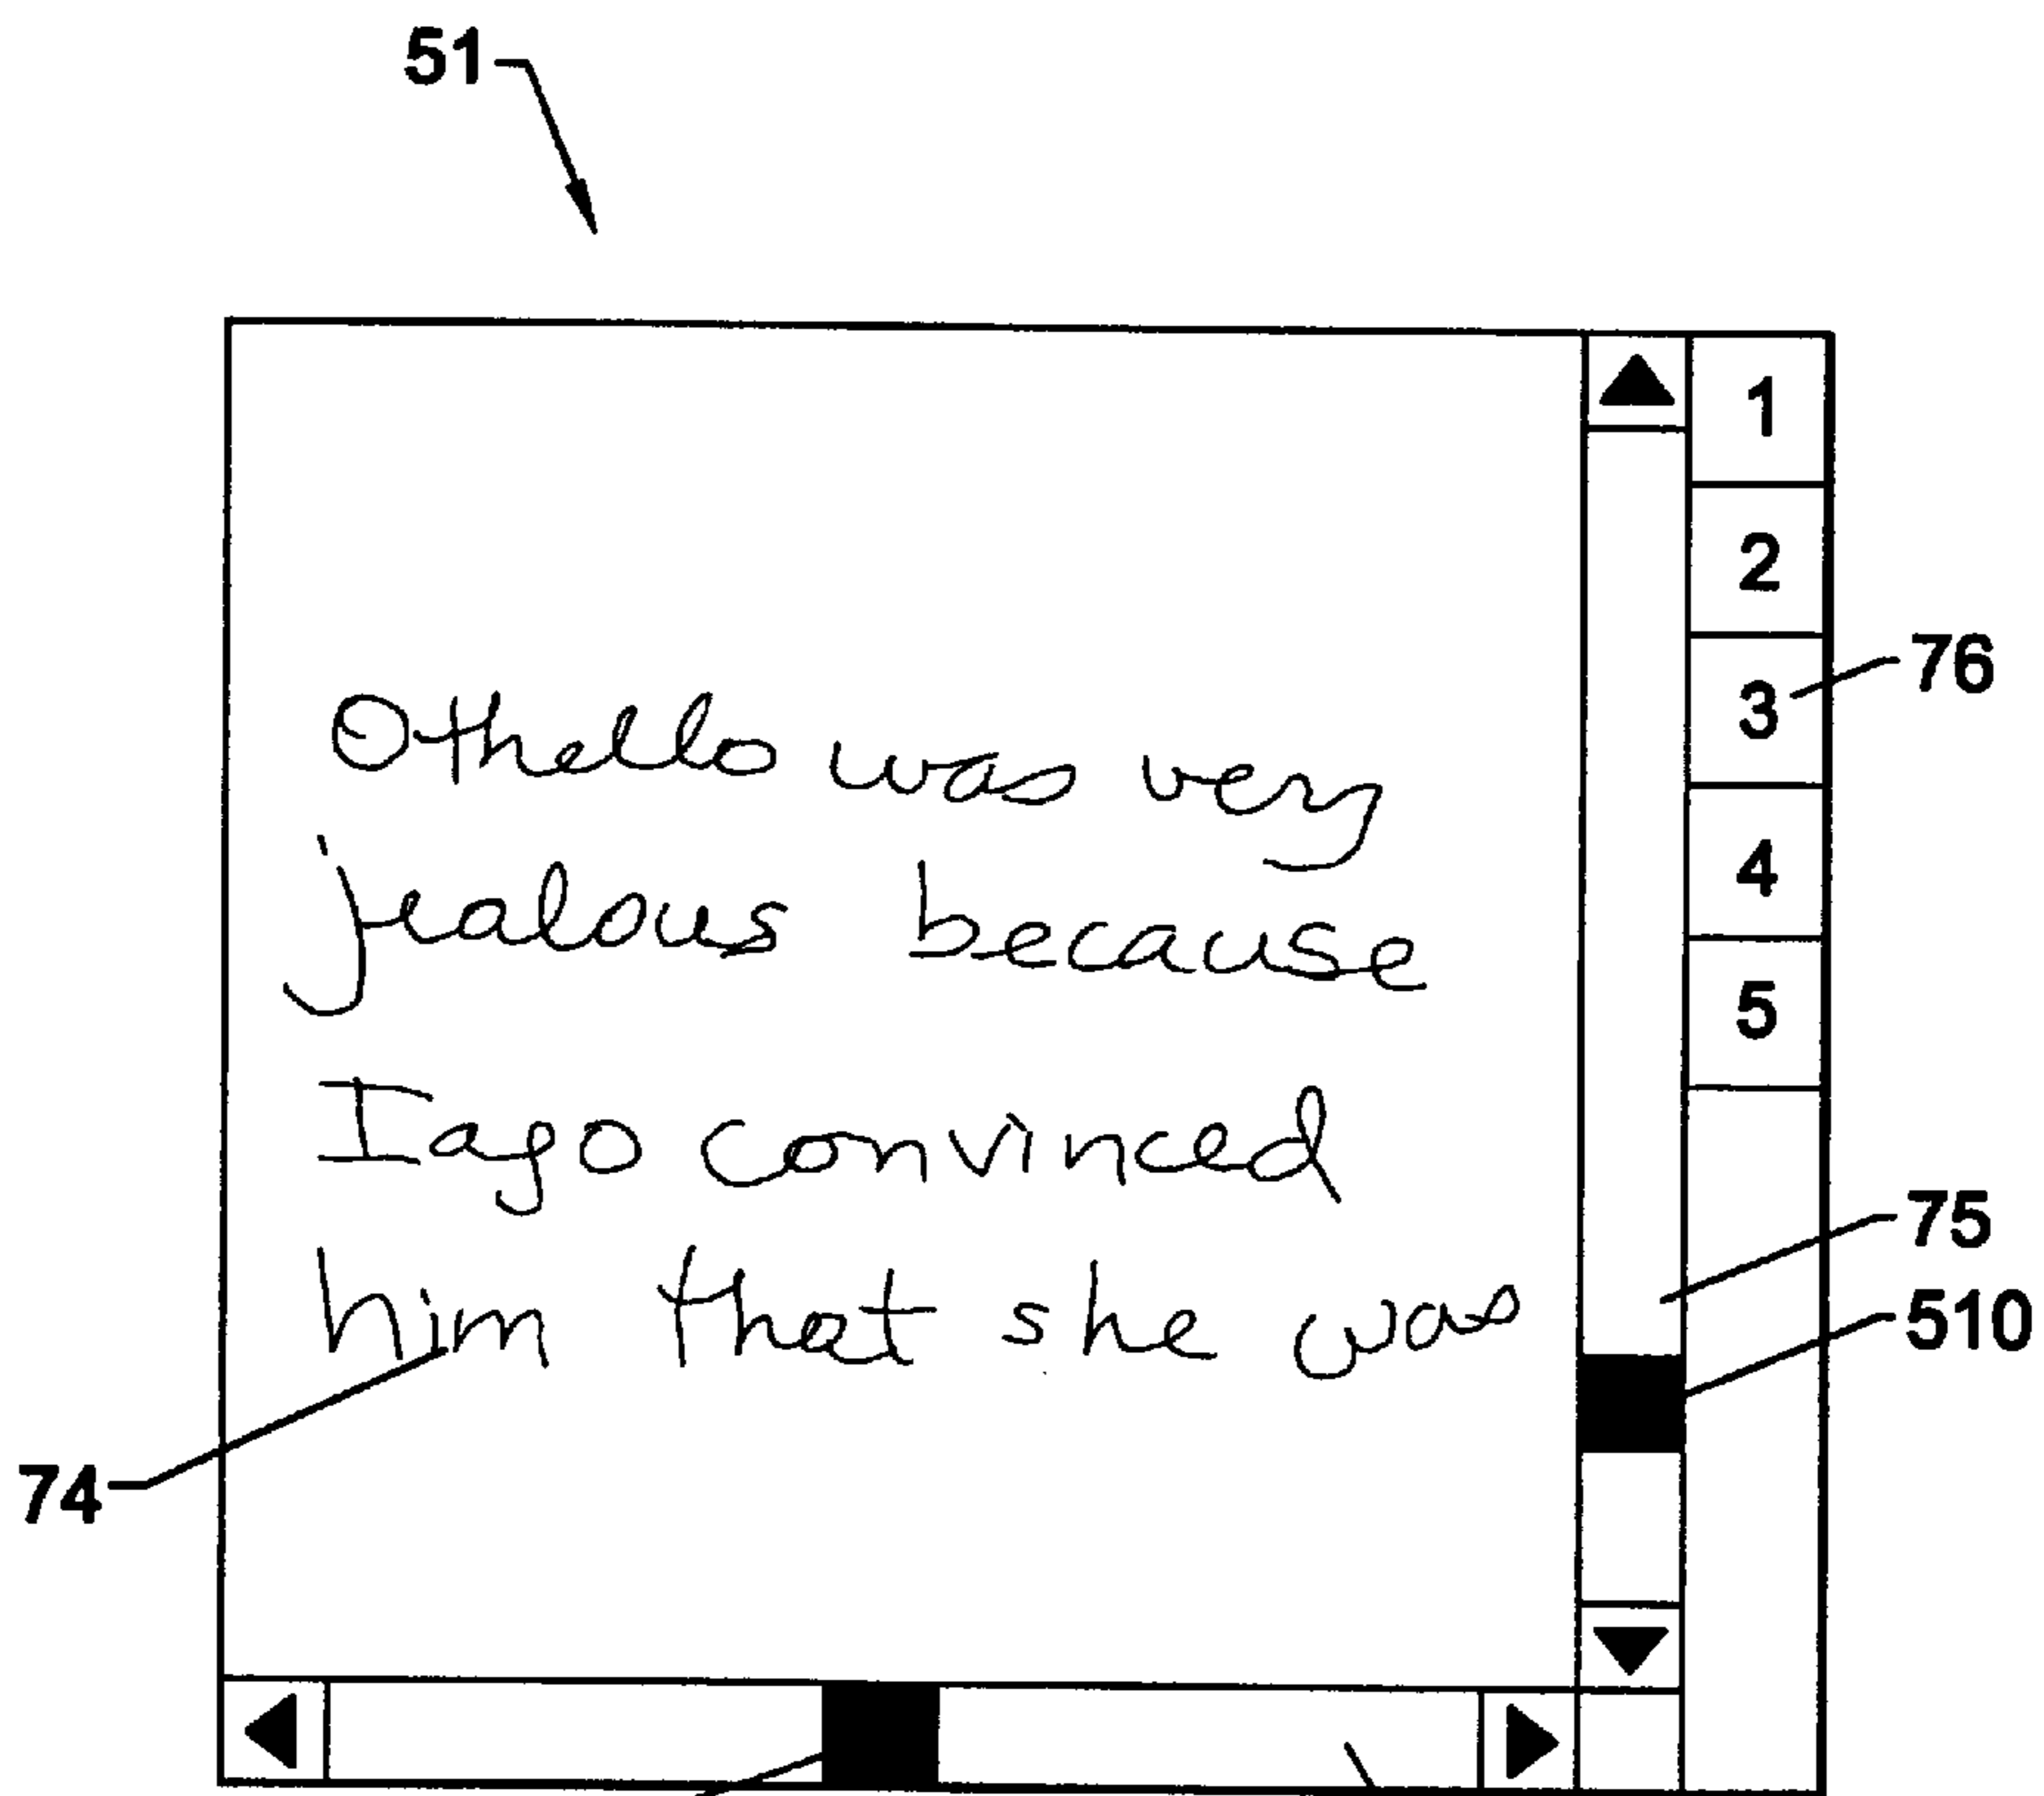 51
1
2
3
76
4
5
Othello was very
jealous because
Iago convinced
him that she was
75
510
74